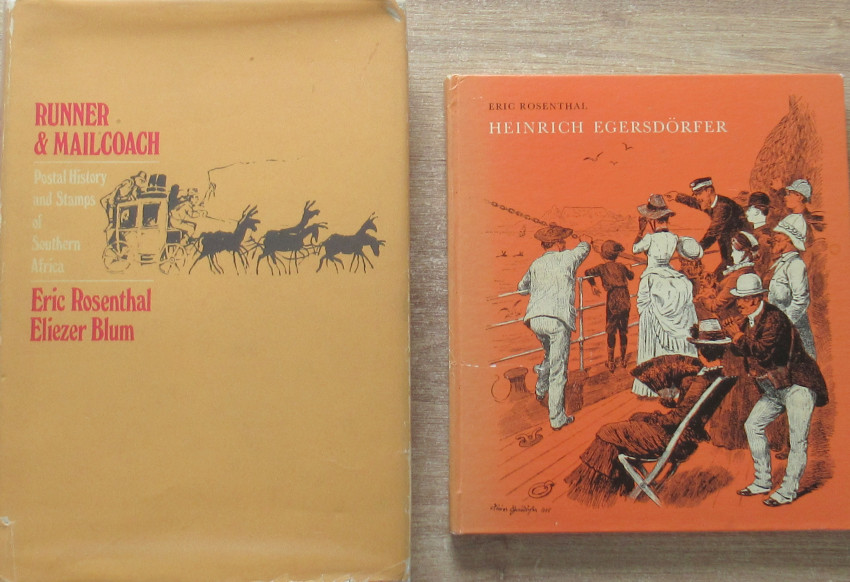 RUNNER
& MAILCOACH
Postal History
and Stamps
of
Southern
Africa
Eric Rosenthal
Eliezer Blum
ERIC ROSENTHAL
HEINRICH EGERSDÖRFER